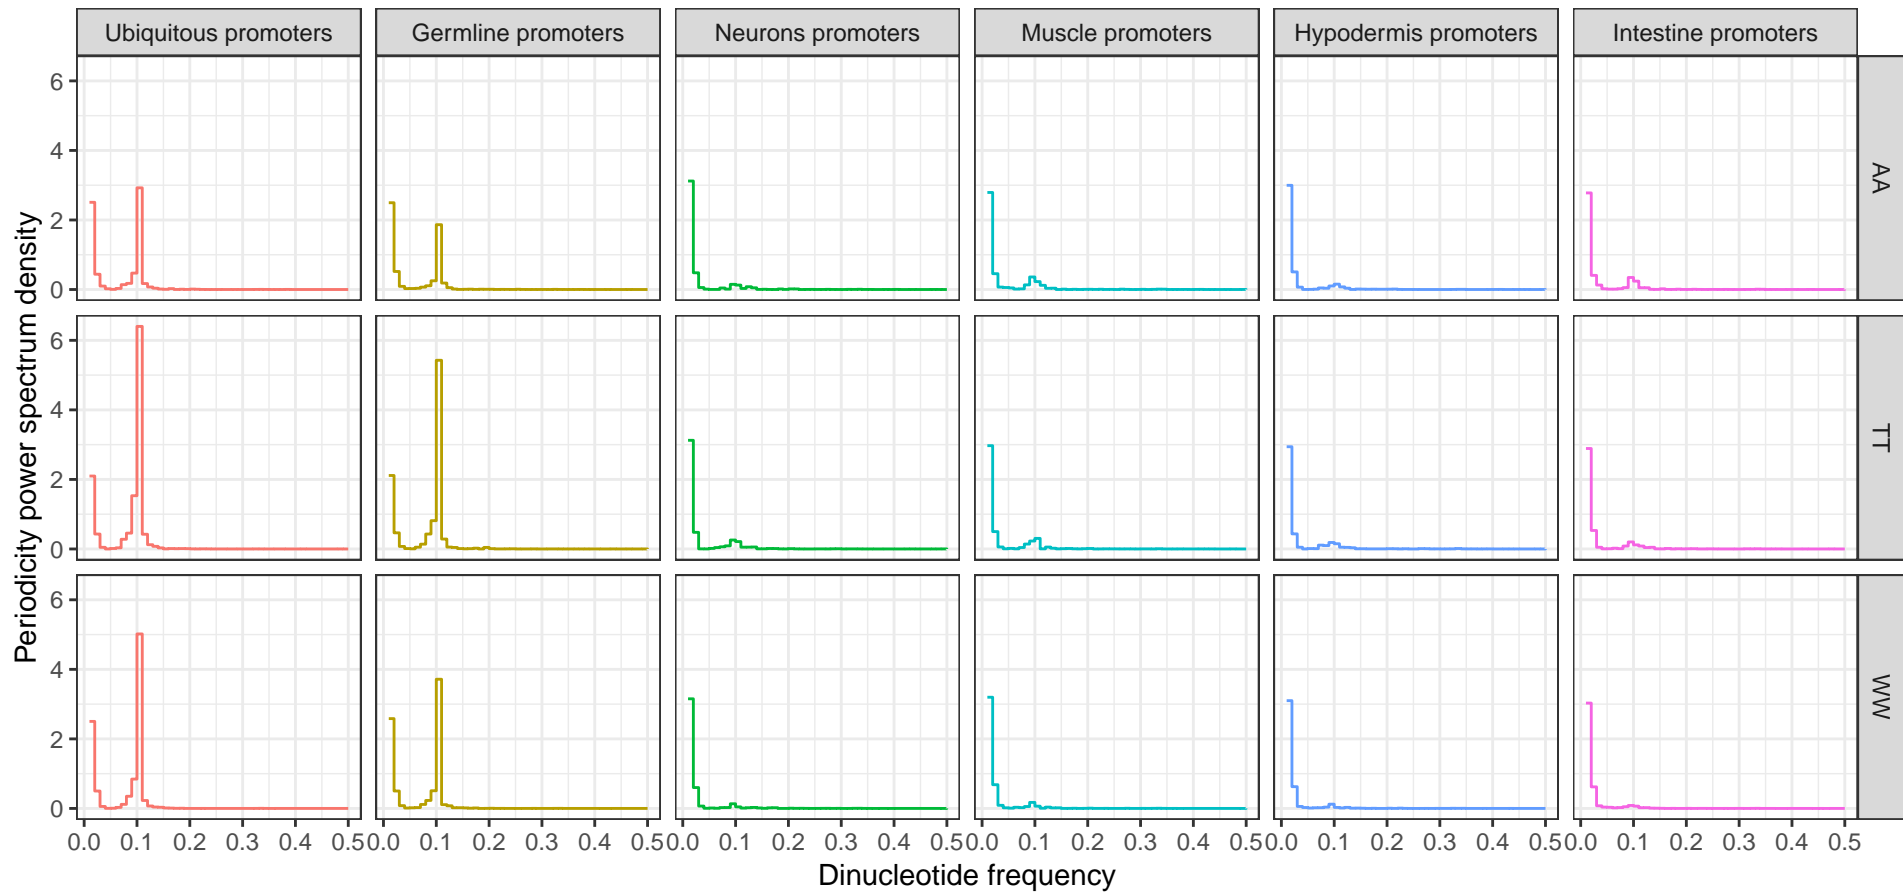 Ubiquitous promoters Germline promoters Neurons promoters Muscle promoters Hypodermis promoters Intestine promoters
Periodicity power spectrum density
6
4
2
0
AA
6
4
2
0
TT
6
4
2
0
WW
0.0 0.1 0.2 0.3 0.4 0.5 0.0 0.1 0.2 0.3 0.4 0.5 0.0 0.1 0.2 0.3 0.4 0.5 0.0 0.1 0.2 0.3 0.4 0.5 0.0 0.1 0.2 0.3 0.4 0.5 0.0 0.1 0.2 0.3 0.4 0.5
Dinucleotide frequency